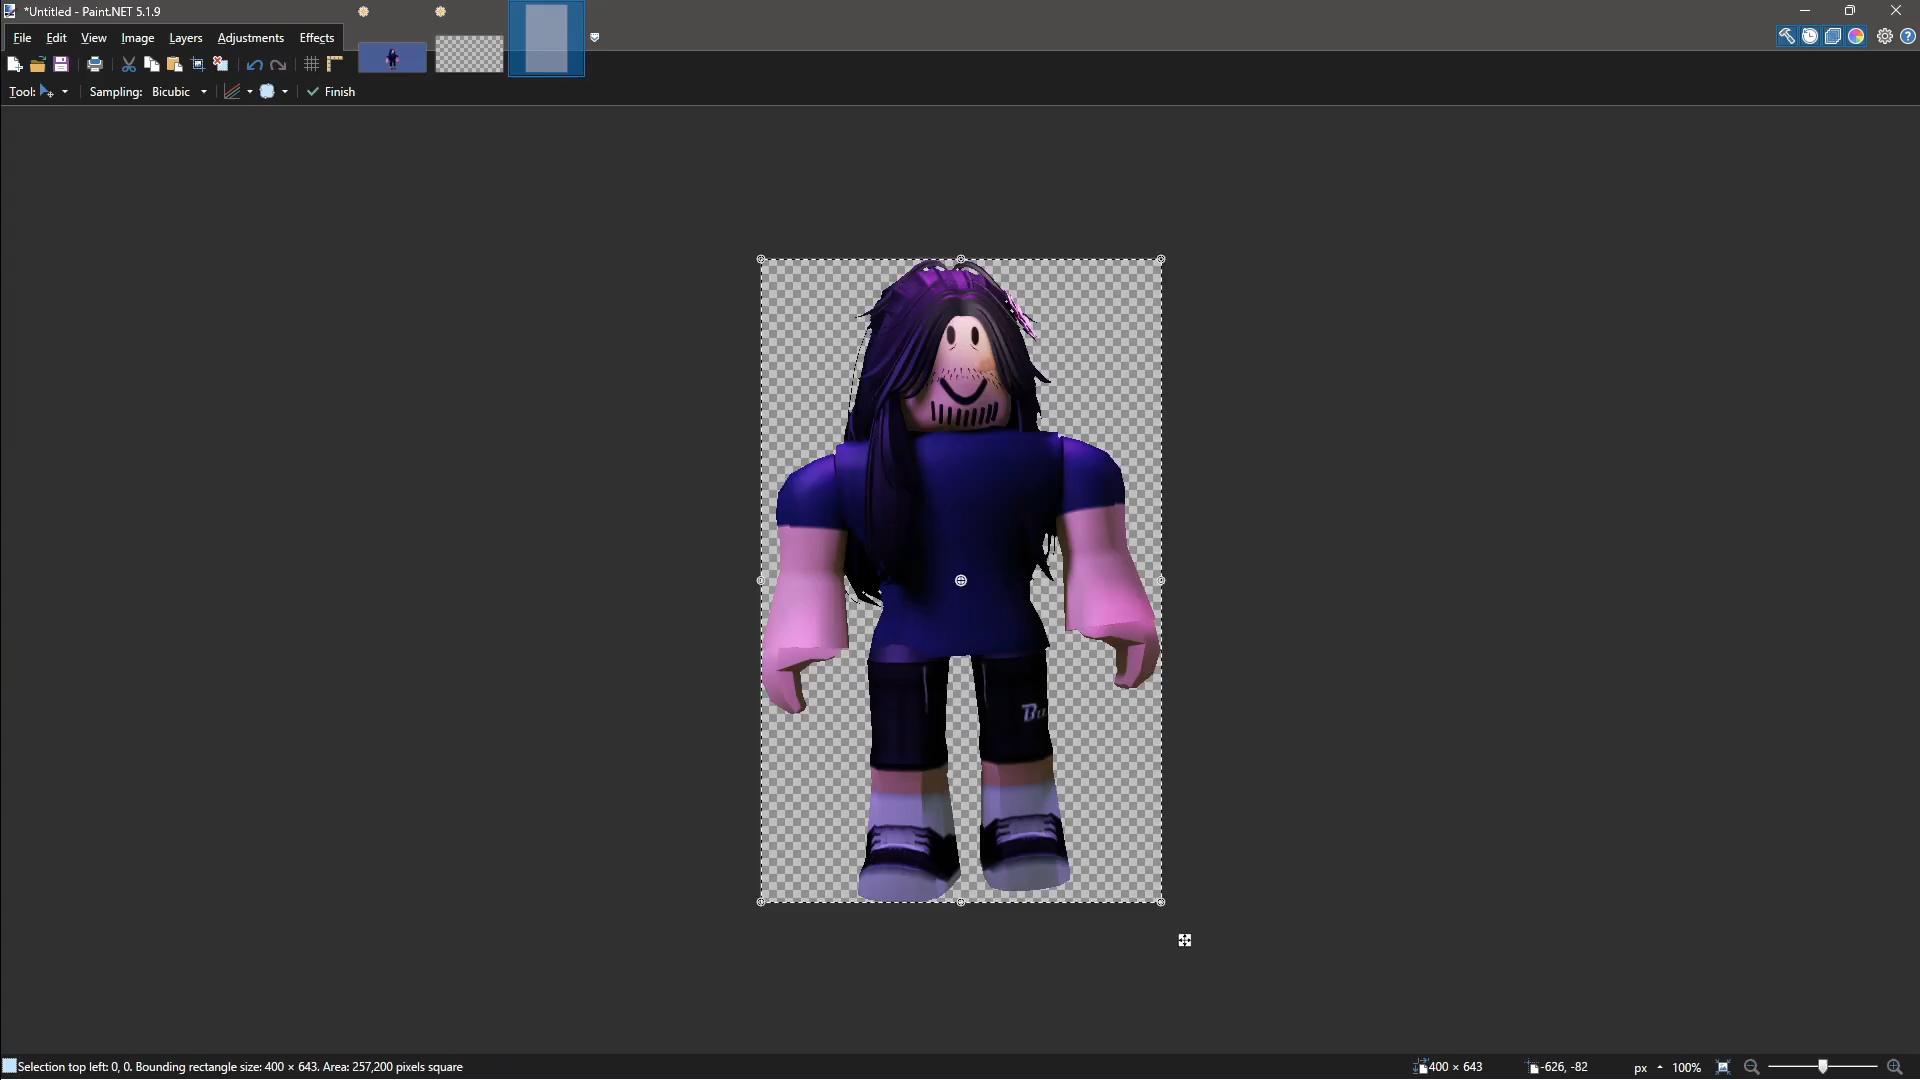 *Untitled - Paint.NET 5.1.9
File Edit View Image Layers Adjustments Effects
Tool: Sampling: Bicubic Finish
Bu
Selection top left: 0, 0. Bounding rectangle size: 400 × 643. Area: 257,200 pixels square
400 × 643 -626, -82 px 100%